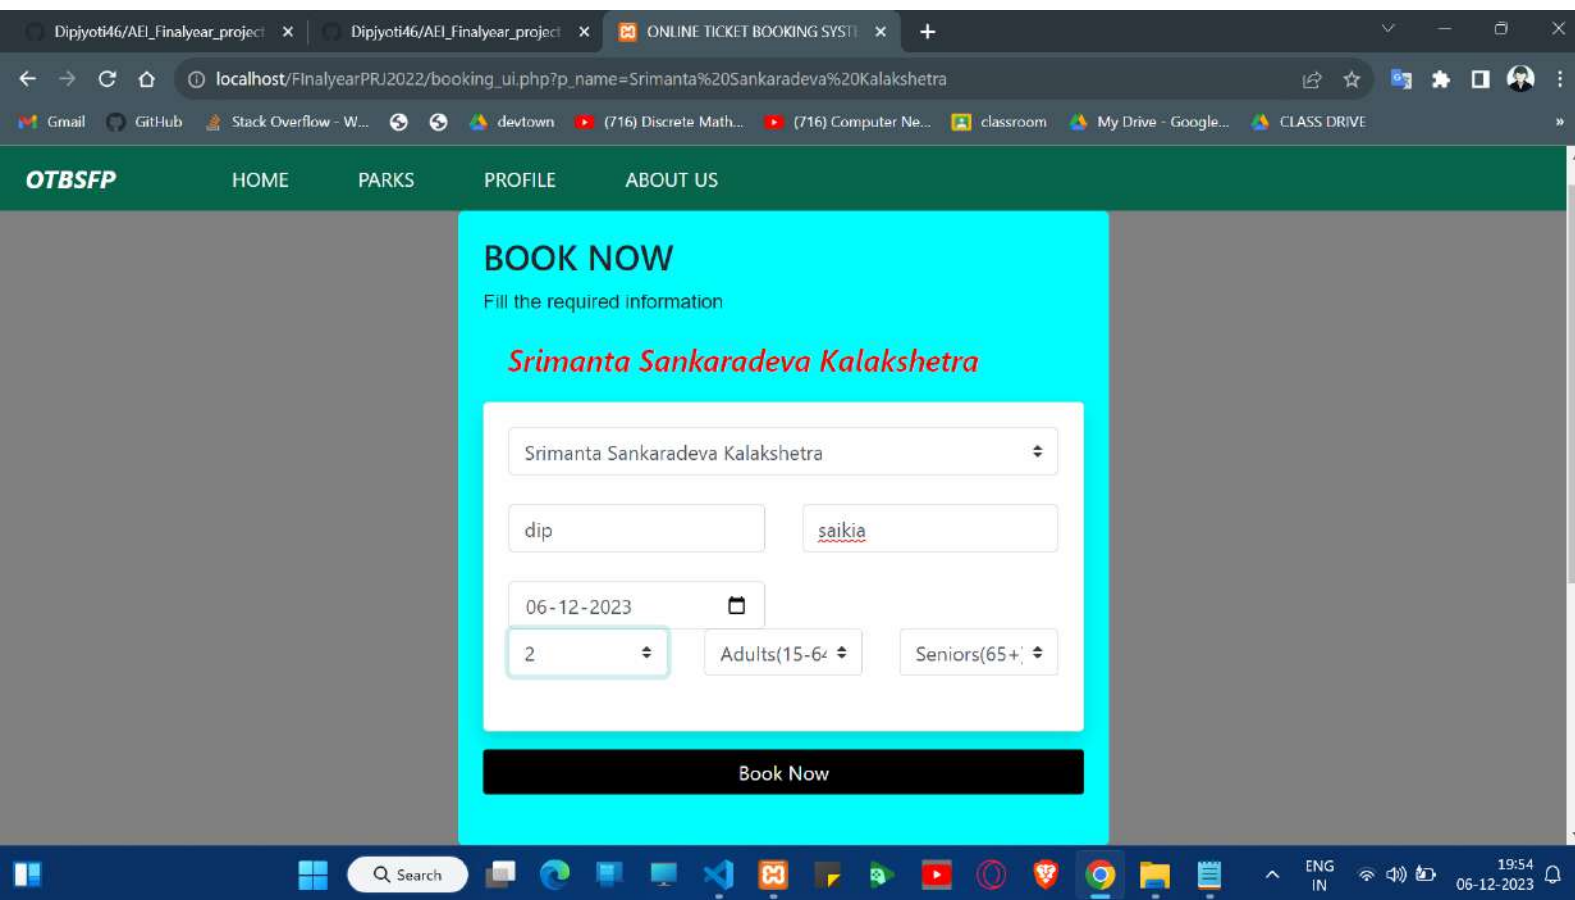 Dipjyoti46/AEI_Finalyear_project
Dipjyoti46/AEI_Finalyear_project
ONLINE TICKET BOOKING SYSTE
localhost/FInalyearPRJ2022/booking_ui.php?p_name=Srimanta%20Sankaradeva%20Kalakshetra
Gmail GitHub Stack Overflow - W... devtown (716) Discrete Math... (716) Computer Ne... classroom My Drive - Google... CLASS DRIVE »
OTBSFP HOME PARKS PROFILE ABOUT US
BOOK NOW
Fill the required information
Srimanta Sankaradeva Kalakshetra
Srimanta Sankaradeva Kalakshetra
dip saikia
06-12-2023
2 Adults(15-64 Seniors(65+)
Book Now
Search
ENG
IN
19:54
06-12-2023